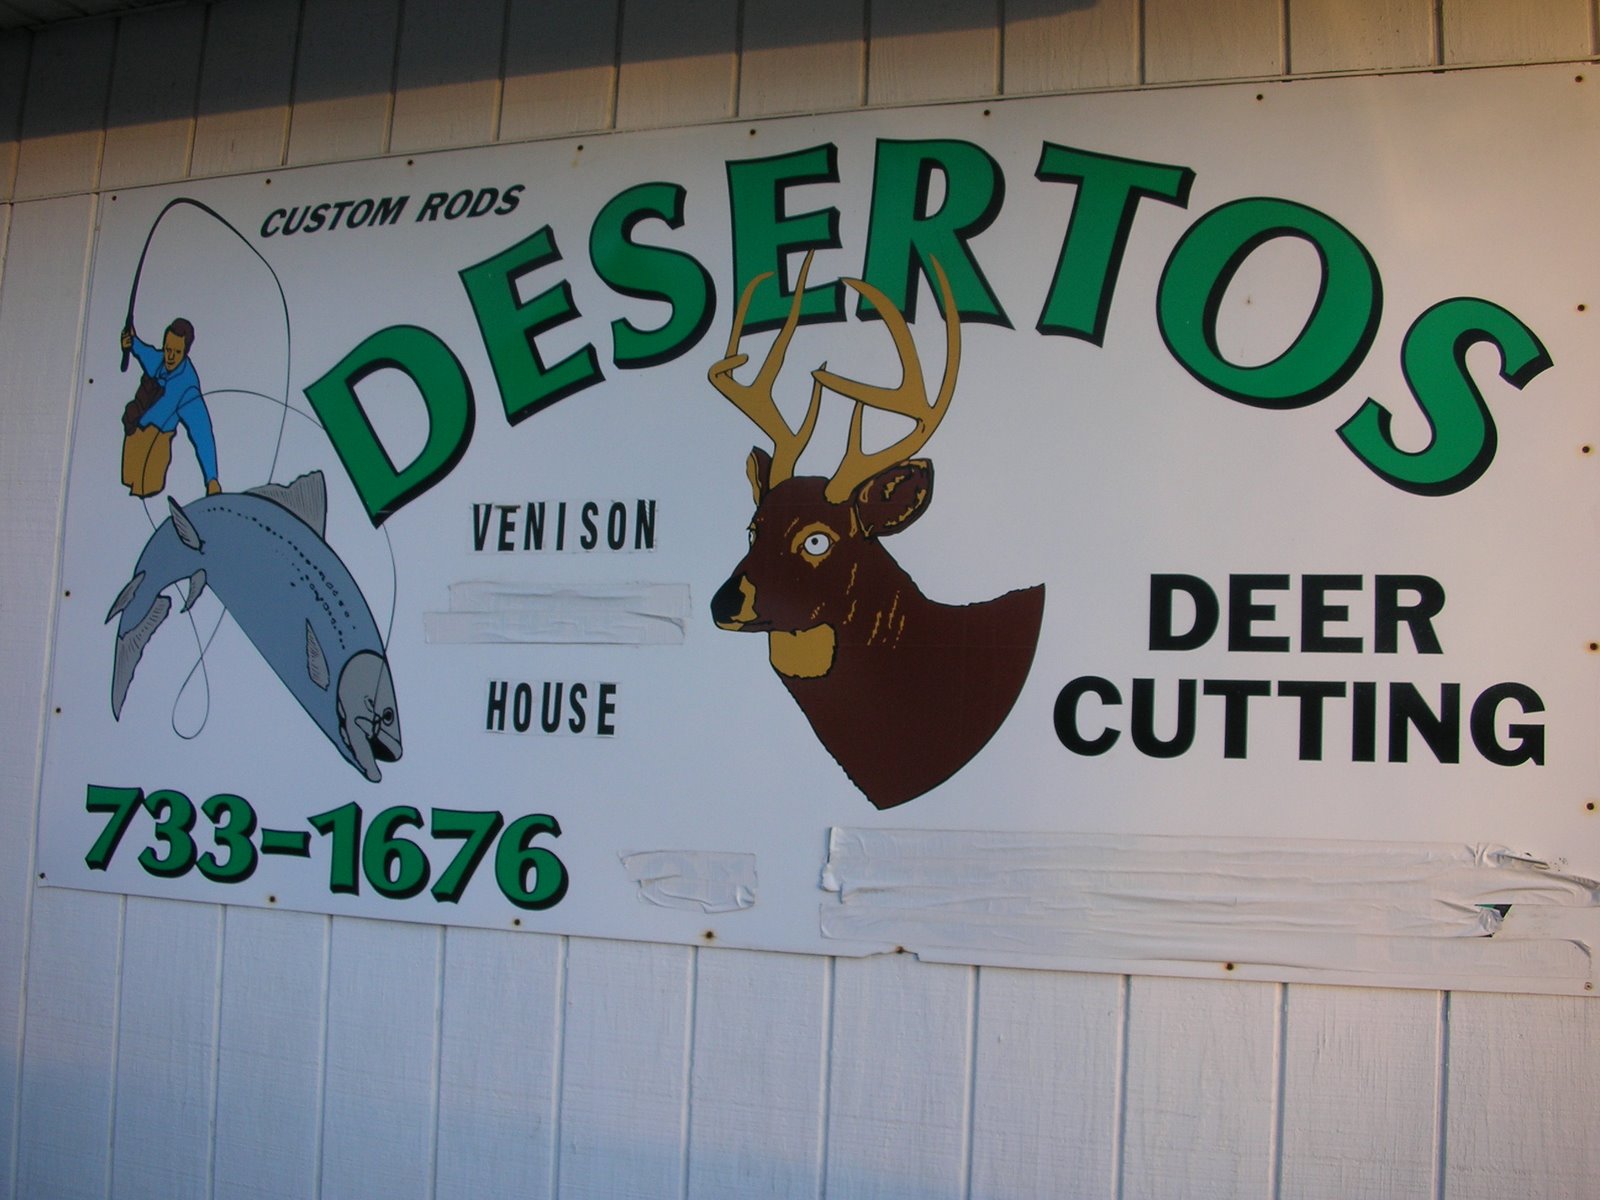 CUSTOM RODS
DESERTOS
VENISON
HOUSE
DEER
CUTTING
733-1676